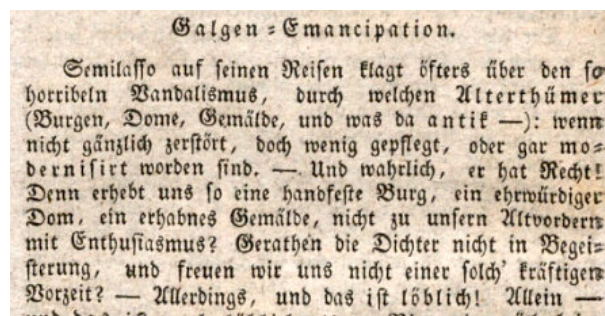 Galgen-Emancipation.
Semilasso auf seinen Reisen klagt öfters über den so
horribeln Vandalismus, durch welchen Alterthümer
(Burgen, Dome, Gemälde, und was da antik —): wenn
nicht gänzlich zerstört, doch wenig gepflegt, oder gar mo-
dernisirt worden sind. — Und wahrlich, er hat Recht!
Denn erhebt uns so eine handfeste Burg, ein ehrwürdiger
Dom, ein erhabnes Gemälde, nicht zu unsern Altvordern
mit Enthusiasmus? Gerathen die Dichter nicht in Begei-
sterung, und freuen wir uns nicht einer solch' kräftigen
Vorzeit? — Allerdings, und das ist löblich! Allein —